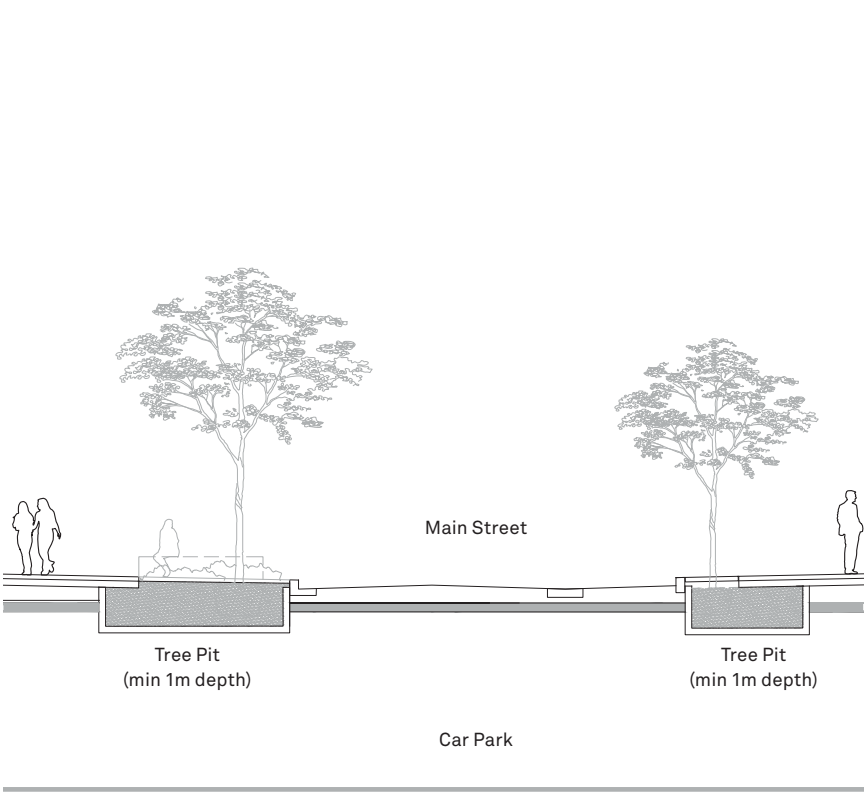 Main Street
Tree Pit
(min 1m depth)
Tree Pit
(min 1m depth)
Car Park